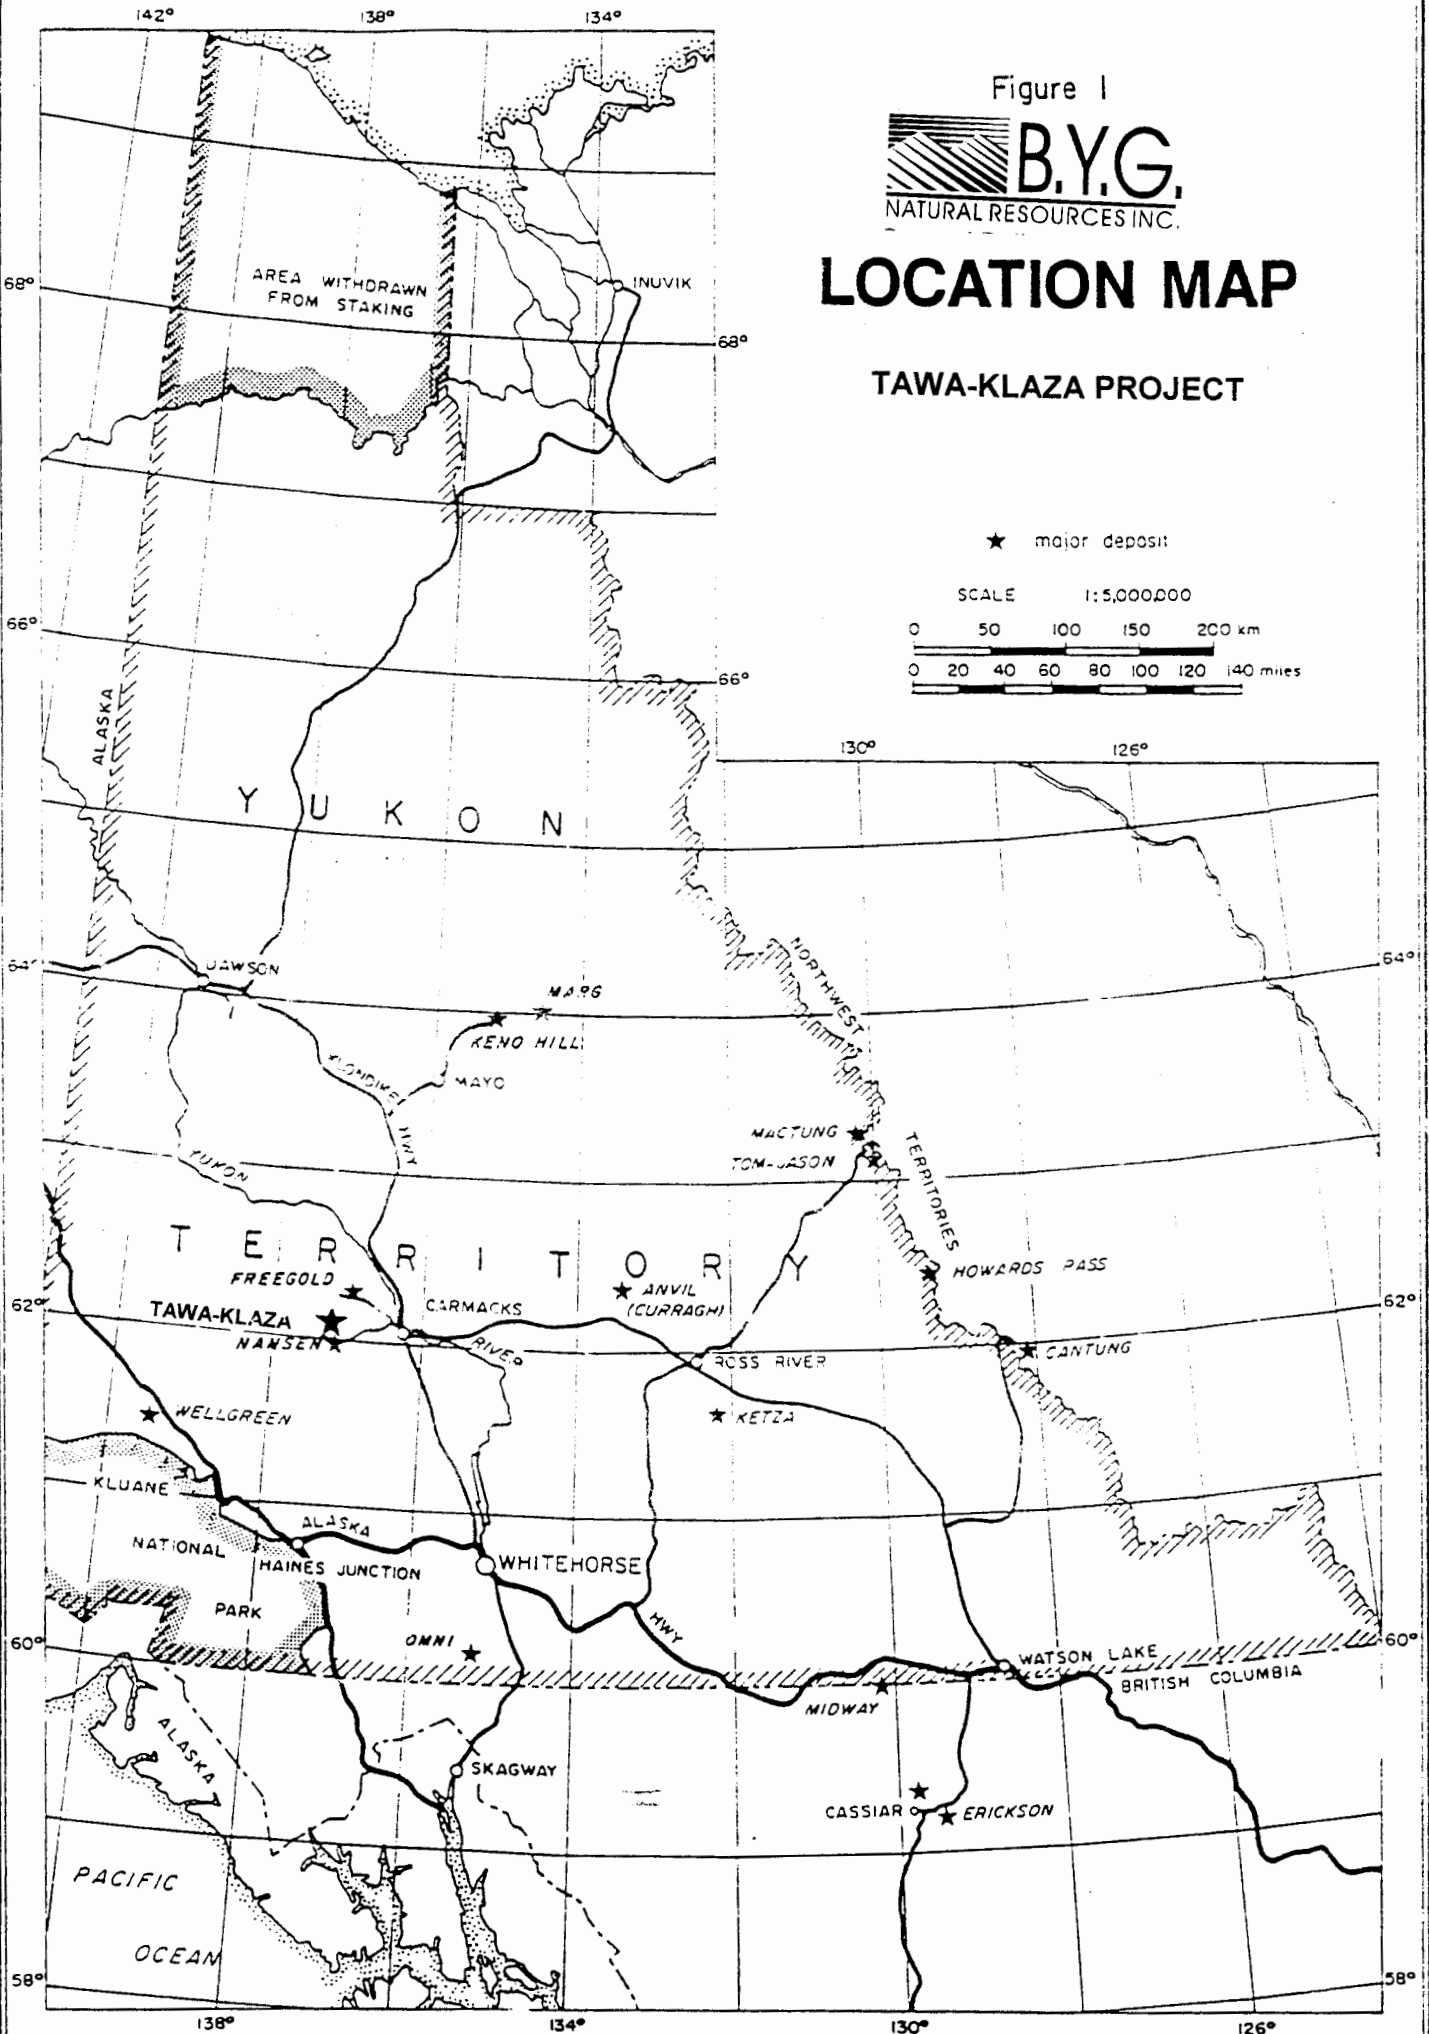 142° 138° 134°
Figure 1
B.Y.G.
NATURAL RESOURCES INC.
LOCATION MAP
TAWA-KLAZA PROJECT
AREA WITHDRAWN
FROM STAKING
INUVIK
68°
68°
★ major deposit
SCALE 1:5,000,000
0 50 100 150 200 km
0 20 40 60 80 100 120 140 miles
66°
66°
130° 126°
ALASKA
YUKON
DAWSON
64°
64°
MARG
KENO HILL
MAYO
KLONDIKE
HWY
NORTHWEST
TERRITORIES
MACTUNG
TOM-JASON
YUKON
TERRITORY
FREEGOLD
HOWARDS PASS
ANVIL
(CURRAGH)
62°
62°
TAWA-KLAZA
CARMACKS
NANSEN
RIVER
ROSS RIVER
CANTUNG
WELLGREEN
KETZA
KLUANE
ALASKA
NATIONAL
HAINES JUNCTION
WHITEHORSE
PARK
HWY
OMNI
60°
60°
WATSON LAKE
BRITISH COLUMBIA
MIDWAY
ALASKA
SKAGWAY
CASSIAR
ERICKSON
PACIFIC
OCEAN
58°
58°
138° 134° 130° 126°